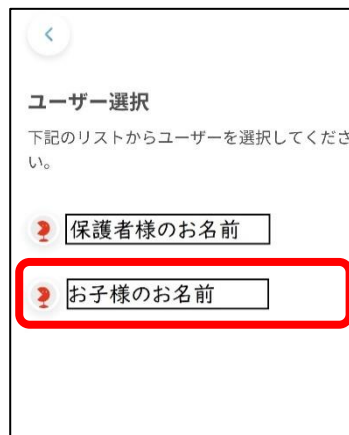 ユーザー選択
下記のリストからユーザーを選択してくださ
い。
保護者様のお名前
お子様のお名前